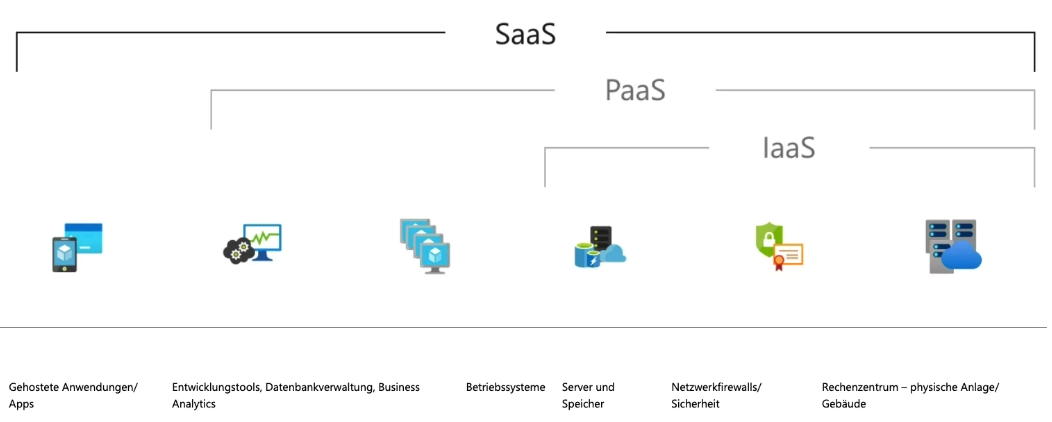 SaaS
PaaS
IaaS
Gehostete Anwendungen/
Apps
Entwicklungstools, Datenbankverwaltung, Business
Analytics
Betriebssysteme
Server und
Speicher
Netzwerkfirewalls/
Sicherheit
Rechenzentrum – physische Anlage/
Gebäude